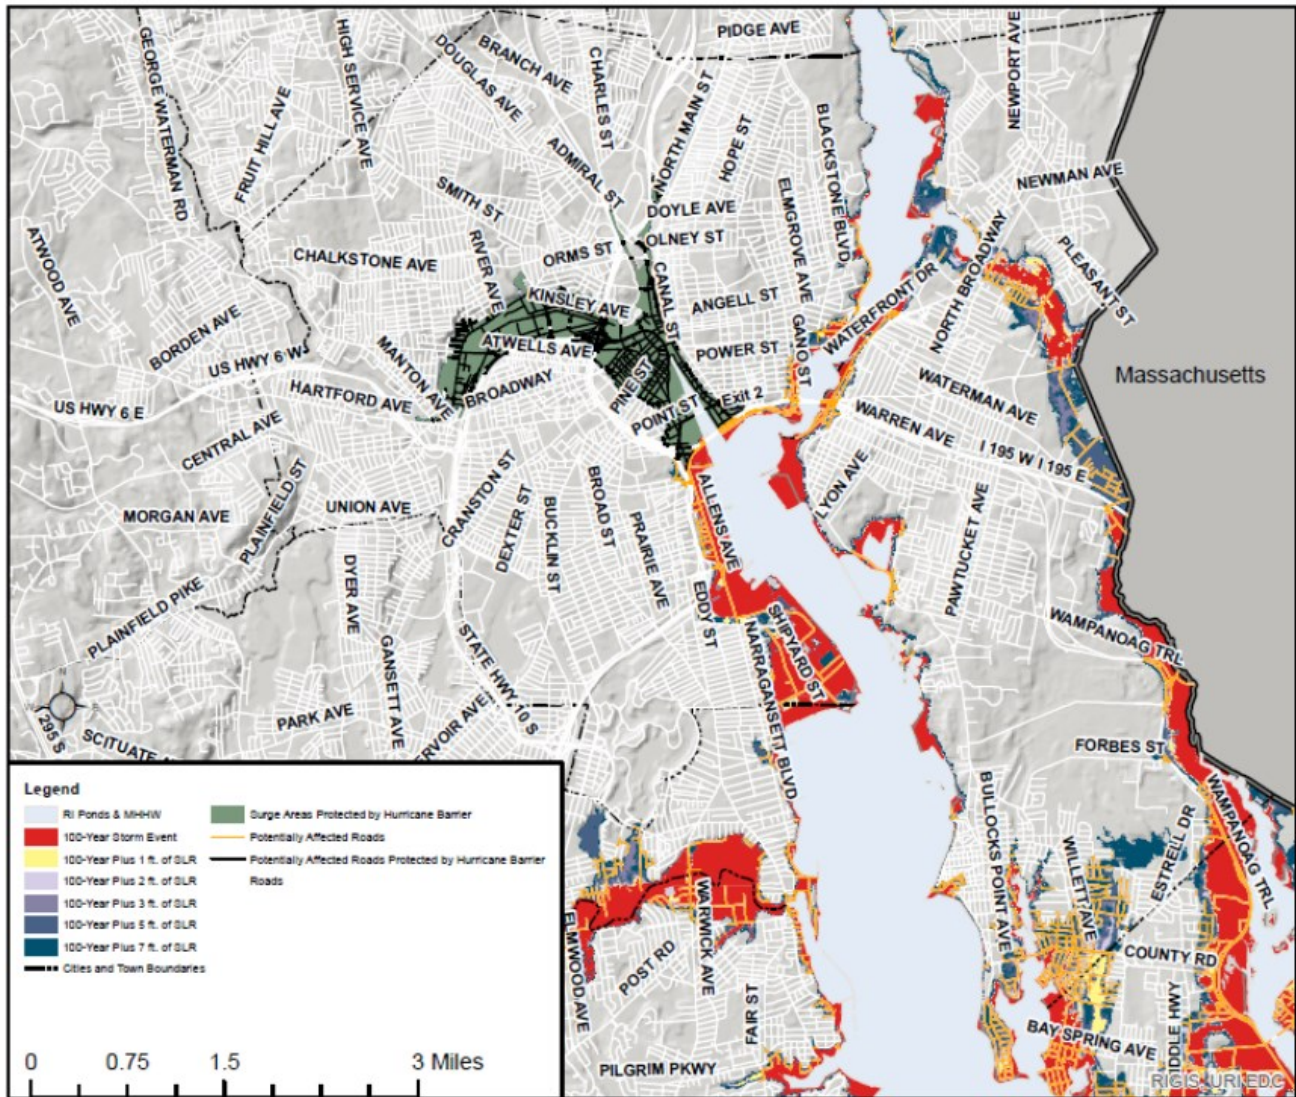 PIDGE AVE
GEORGE WATERMAN RD
HIGH SERVICE AVE
DOUGLAS AVE
BRANCH AVE
CHARLES ST
NORTH MAIN ST
NEWPORT AVE
FRUIT HILL AVE
BLACKSTONE BLVD
HOPE ST
ADMIRAL ST
SMITH ST
NEWMAN AVE
ELMGROVE AVE
DOYLE AVE
OLNEY ST
ORMS ST
ATWOOD AVE
CHALKSTONE AVE
RIVER AVE
CANAL ST
NORTH BROADWAY
PLEASANT ST
KINSLEY AVE
ANGELL ST
GANO ST
WATERFRONT DR
BORDEN AVE
ATWELLS AVE
US HWY 6 W
MANTON AVE
POWER ST
Massachusetts
HARTFORD AVE
BROADWAY
PINE ST
POINT ST
Exit 2
WATERMAN AVE
US HWY 6 E
WARREN AVE
CENTRAL AVE
I 195 W
I 195 E
PLAINFIELD ST
CRANSTON ST
BROAD ST
ALLENS AVE
LYON AVE
MORGAN AVE
UNION AVE
DEXTER ST
BUCKLIN ST
PRAIRIE AVE
PAWTUCKET AVE
DYER AVE
EDDY ST
PLAINFIELD PIKE
NARRAGANSETT BLVD
SHIPYARD ST
WAMPANOAG TRL
GANSETT AVE
STATE HWY 10 S
N
W
E
S
295 S
PARK AVE
FORBES ST
WAMPANOAG TRL
BULLOCKS POINT AVE
WILLETT AVE
ESTRELL DR
ELMWOOD AVE
POST RD
WARWICK AVE
COUNTY RD
FAIR ST
BAY SPRING AVE
PILGRIM PKWY
RIGIS, URI EDC
Legend
RI Ponds & MHHW
100-Year Storm Event
100-Year Plus 1 ft. of SLR
100-Year Plus 2 ft. of SLR
100-Year Plus 3 ft. of SLR
100-Year Plus 5 ft. of SLR
100-Year Plus 7 ft. of SLR
Cities and Town Boundaries
Surge Areas Protected by Hurricane Barrier
Potentially Affected Roads
Potentially Affected Roads Protected by Hurricane Barrier
Roads
0 0.75 1.5 3 Miles